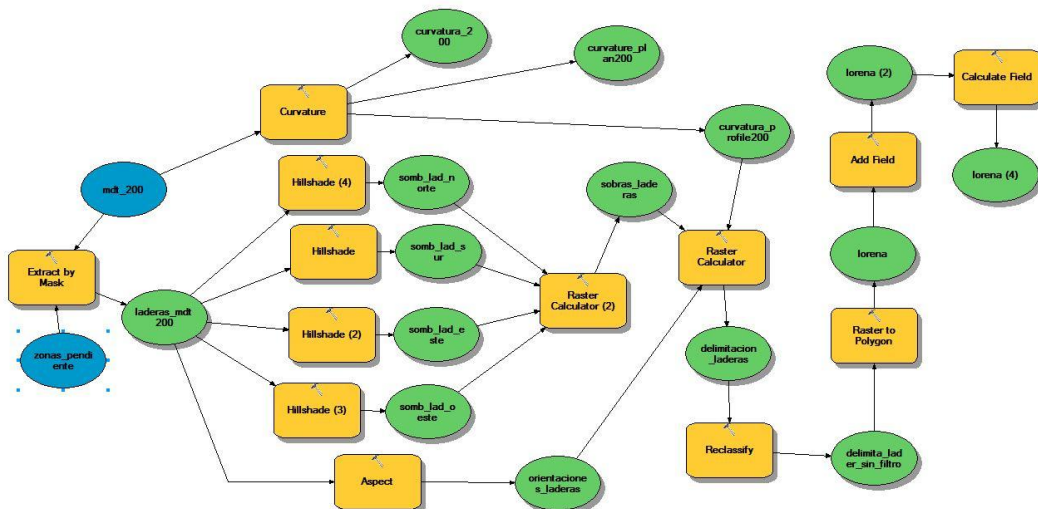 curvatura_2
00
curvature_pl
an200
Curvature
curvatura_p
rofile200
lorena (2)
Calculate Field
Add Field
lorena (4)
mdt_200
Hillshade (4)
somb_lad_n
orte
sobras_lade
ras
Hillshade
somb_lad_s
ur
Raster
Calculator
lorena
Extract by
Mask
laderas_mdt
200
Raster
Calculator (2)
Hillshade (2)
somb_lad_e
ste
zonas_pendi
ente
delimitacion
_laderas
Raster to
Polygon
Hillshade (3)
somb_lad_o
este
Reclassify
delimita_lad
er_sin_filtro
Aspect
orientacione
s_laderas